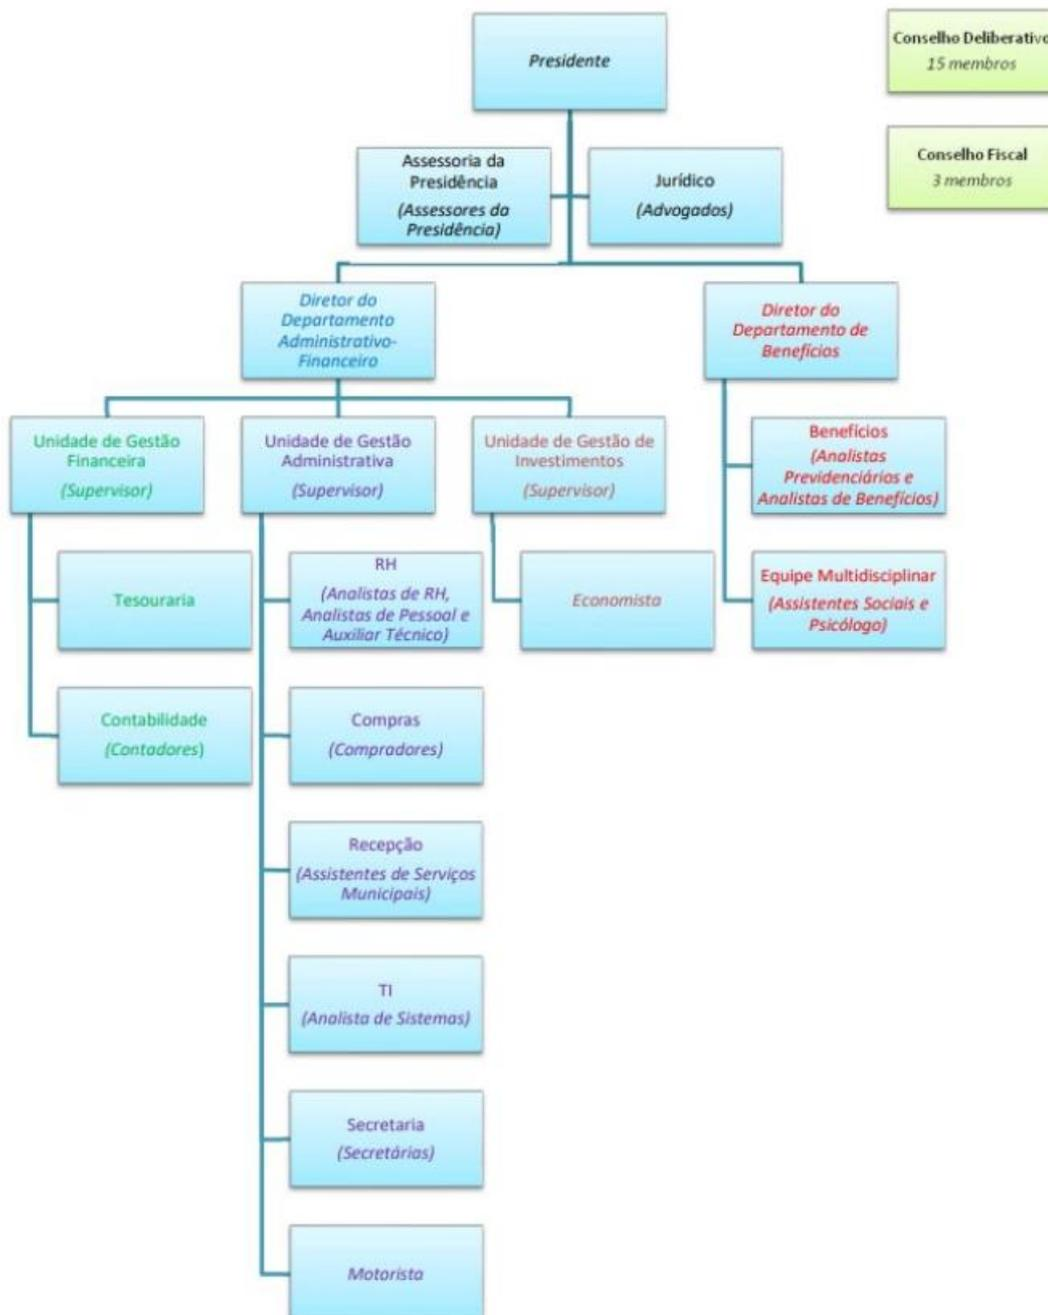 Presidente
Conselho Deliberativo
15 membros
Conselho Fiscal
3 membros
Assessoria da
Presidência
(Assessores da
Presidência)
Jurídico
(Advogados)
Diretor do
Departamento
Administrativo-
Financeiro
Diretor do
Departamento de
Benefícios
Unidade de Gestão
Financeira
(Supervisor)
Unidade de Gestão
Administrativa
(Supervisor)
Unidade de Gestão de
Investimentos
(Supervisor)
Benefícios
(Analistas
Previdenciários e
Analistas de Benefícios)
Tesouraria
RH
(Analistas de RH,
Analistas de Pessoal e
Auxiliar Técnico)
Economista
Equipe Multidisciplinar
(Assistentes Sociais e
Psicólogo)
Contabilidade
(Contadores)
Compras
(Compradores)
Recepção
(Assistentes de Serviços
Municipais)
TI
(Analista de Sistemas)
Secretaria
(Secretárias)
Motorista